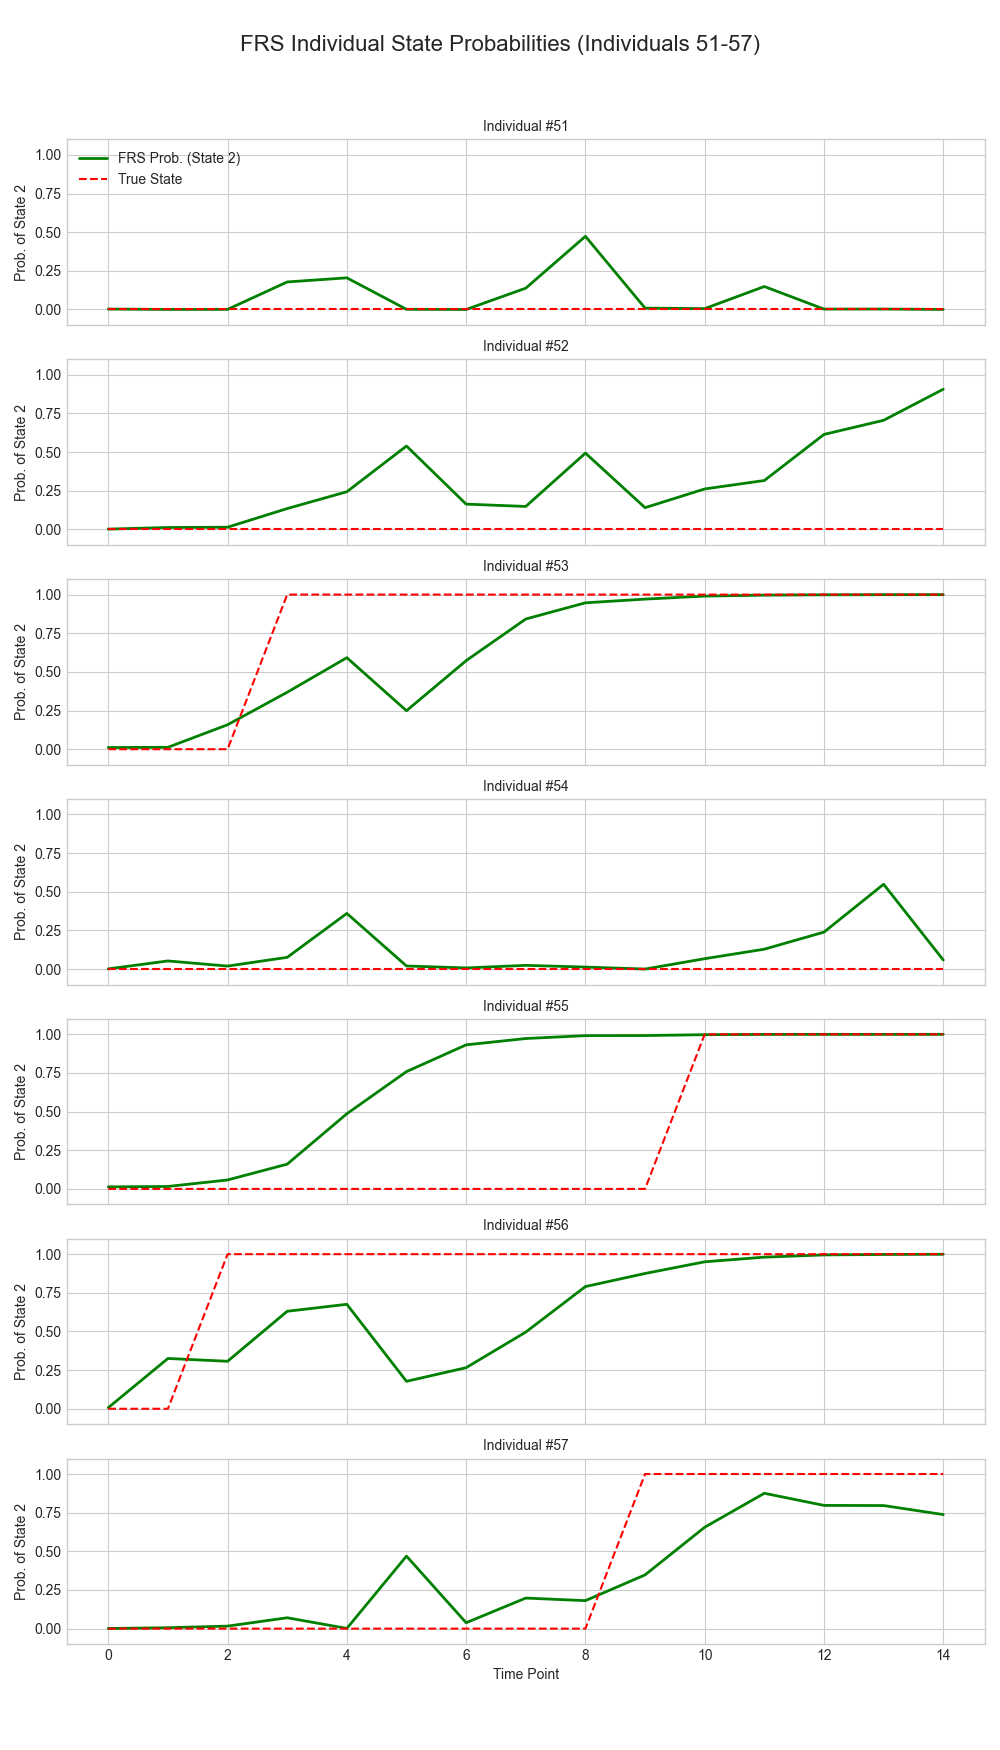 FRS Individual State Probabilities (Individuals 51-57)
Individual #51
1.00
0.75
0.50
0.25
0.00
Prob. of State 2
FRS Prob. (State 2)
True State
Individual #52
1.00
0.75
0.50
0.25
0.00
Prob. of State 2
Individual #53
1.00
0.75
0.50
0.25
0.00
Prob. of State 2
Individual #54
1.00
0.75
0.50
0.25
0.00
Prob. of State 2
Individual #55
1.00
0.75
0.50
0.25
0.00
Prob. of State 2
Individual #56
1.00
0.75
0.50
0.25
0.00
Prob. of State 2
Individual #57
1.00
0.75
0.50
0.25
0.00
Prob. of State 2
0 2 4 6 8 10 12 14
Time Point